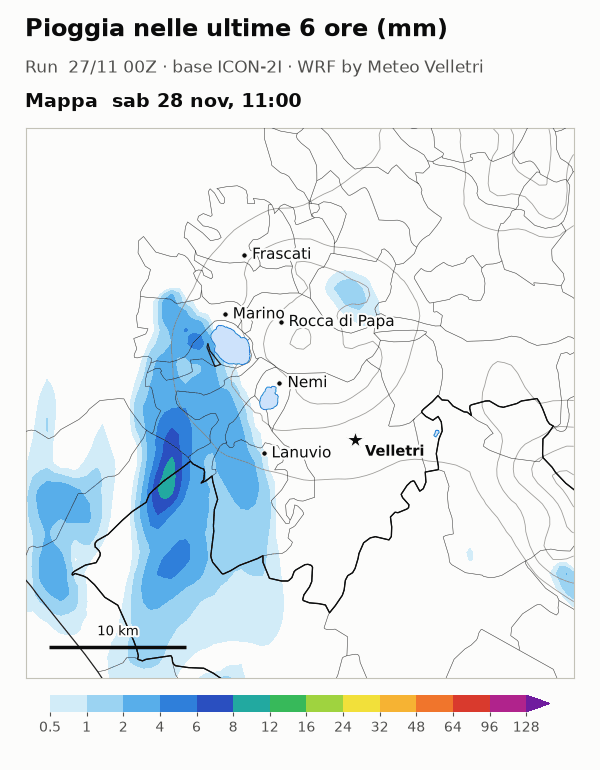 Pioggia nelle ultime 6 ore (mm)
Run 27/11 00Z · base ICON-2I · WRF by Meteo Velletri
Mappa sab 28 nov, 11:00
Frascati
Marino
Rocca di Papa
Nemi
Velletri
Lanuvio
10 km
0.5 1 2 4 6 8 12 16 24 32 48 64 96 128